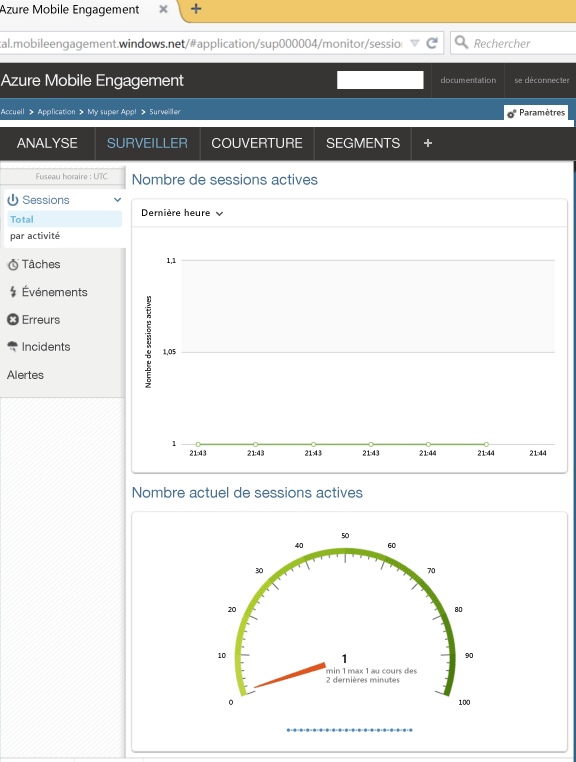 Azure Mobile Engagement
al.mobileengagement.windows.net/#application/sup000004/monitor/sessio
Rechercher
Azure Mobile Engagement
documentation
se déconnecter
Accueil > Application > My super App! > Surveiller
Paramètres
ANALYSE SURVEILLER COUVERTURE SEGMENTS +
Fuseau horaire : UTC
Sessions
Total
par activité
Tâches
Événements
Erreurs
Incidents
Alertes
Nombre de sessions actives
Dernière heure
Nombre de sessions actives
1,1
1,05
1
21:43 21:43 21:43 21:43 21:44 21:44 21:44
Nombre actuel de sessions actives
0 10 20 30 40 50 60 70 80 90 100
1
min 1 max 1 au cours des
2 dernières minutes